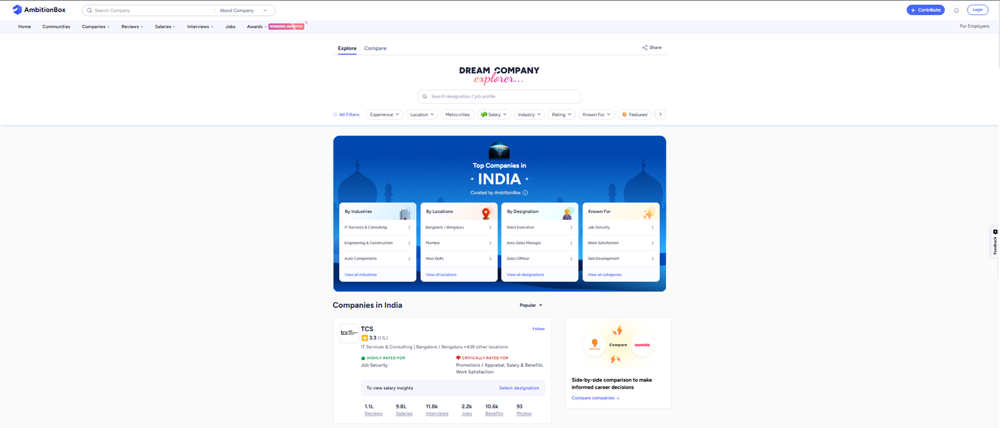 AmbitionBox
Search Company
About Company
Contribute
Login
Home
Communities
Companies
Reviews
Salaries
Interviews
Jobs
Awards
WINNERS AWAITED!
For Employers
Explore
Compare
Share
DREAM COMPANY
explorer...
Search designation / job profile
All Filters
Experience
Location
Metro cities
Salary
Industry
Rating
Known For
Featured
Top Companies in
INDIA
Curated by AmbitionBox
By Industries
IT Services & Consulting
Engineering & Construction
Auto Components
View all industries
By Locations
Bangalore / Bengaluru
Mumbai
New Delhi
View all locations
By Designation
Sales Executive
Area Sales Manager
Sales Officer
View all designations
Known For
Job Security
Work Satisfaction
Skill Development
View all categories
Feedback
Companies in India
Popular
tcs
TCS
Follow
3.3 (1.1L)
IT Services & Consulting | Bangalore / Bengaluru +439 other locations
HIGHLY RATED FOR
Job Security
CRITICALLY RATED FOR
Promotions / Appraisal, Salary & Benefits,
Work Satisfaction
To view salary insights
Select designation
1.1L
Reviews
9.8L
Salaries
11.8k
Interviews
2.2k
Jobs
10.6k
Benefits
93
Photos
Compare
zomato
Side-by-side comparison to make
informed career decisions
Compare companies →